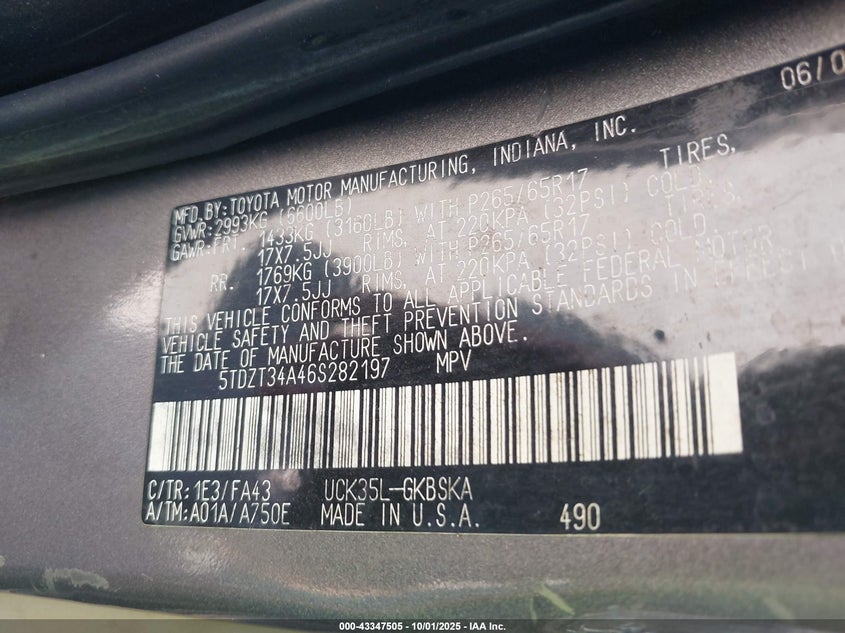 06/0
MFD.BY:TOYOTA MOTOR MANUFACTURING, INDIANA, INC.
GVWR:2993KG (6600LB)
GAWR:FRT. 1433KG (3160LB) WITH P265/65R17 TIRES,
17X7.5JJ RIMS, AT 220KPA (32PSI) COLD.
RR. 1769KG (3900LB) WITH P265/65R17 TIRES,
17X7.5JJ RIMS, AT 220KPA (32PSI) COLD.
THIS VEHICLE CONFORMS TO ALL APPLICABLE FEDERAL MOTOR
VEHICLE SAFETY AND THEFT PREVENTION STANDARDS IN EFFECT
THE DATE OF MANUFACTURE SHOWN ABOVE.
5TDZT34A46S282197 MPV
C/TR: 1E3/FA43 UCK35L-GKBSKA
A/TM: A01A/A750E MADE IN U.S.A. 490
000-43347505 - 10/01/2025 - IAA Inc.